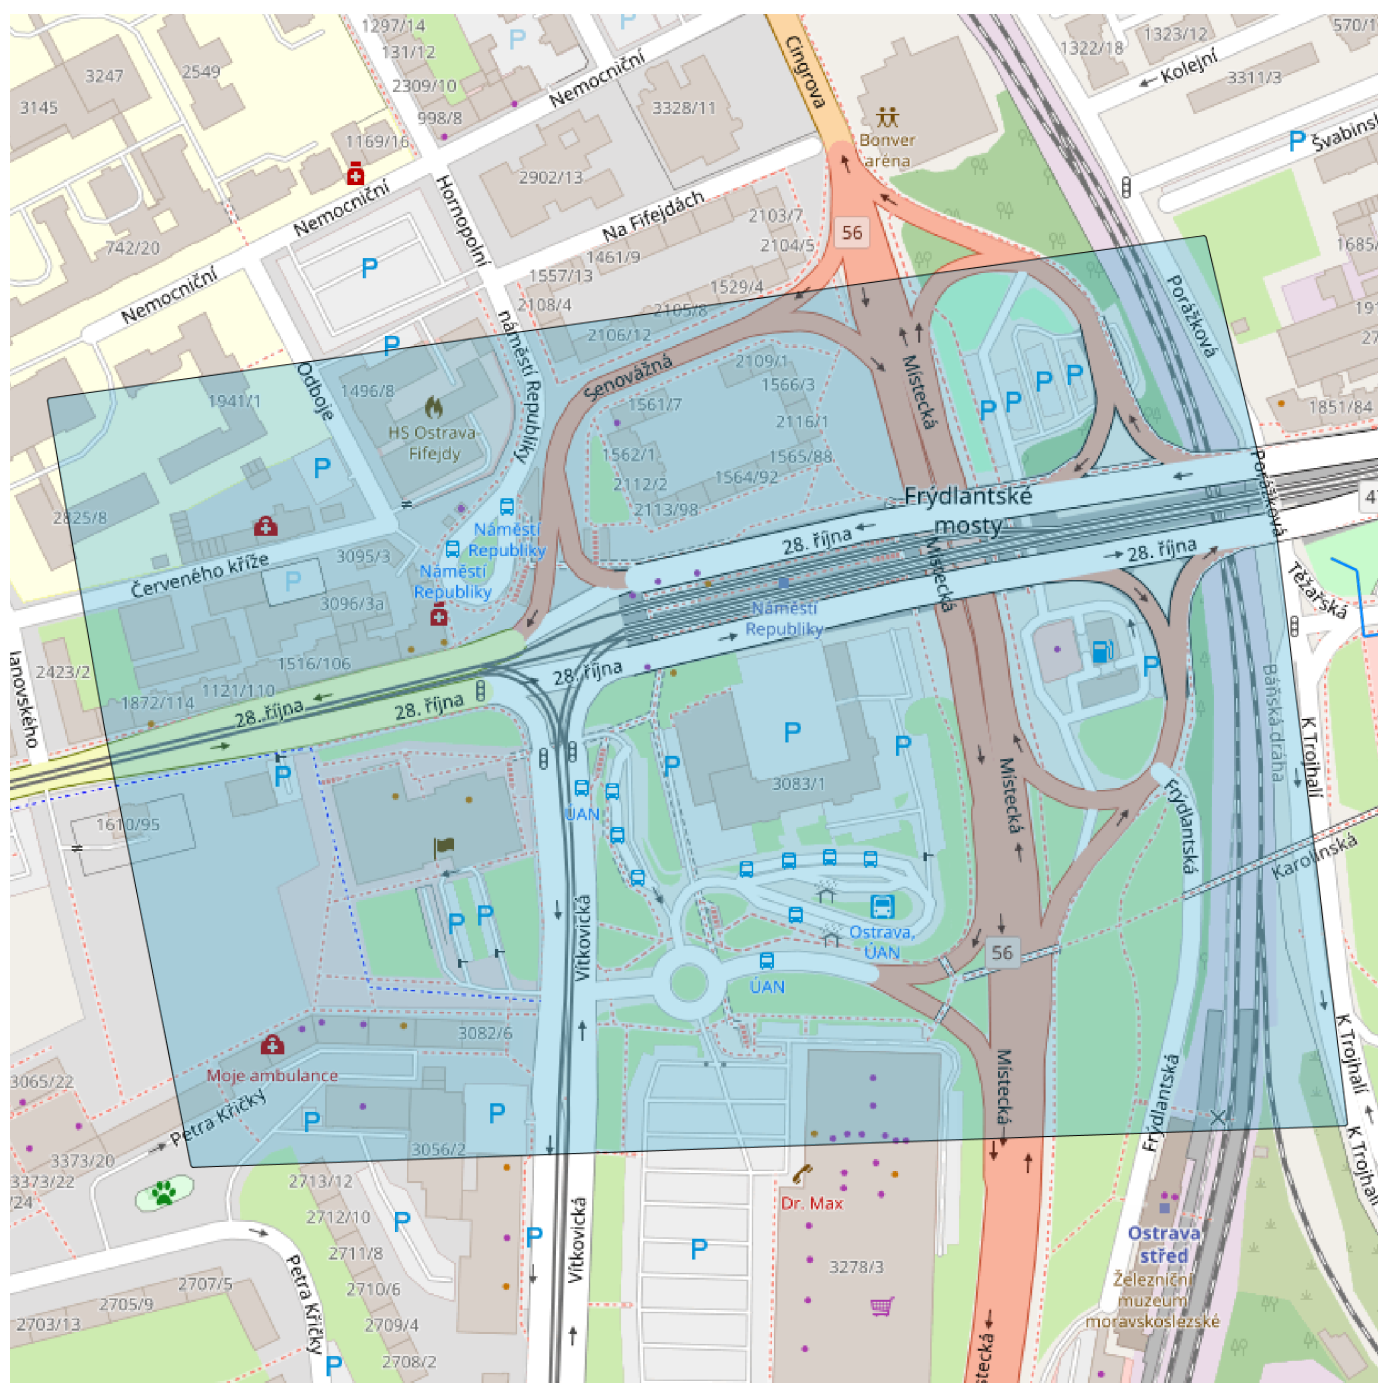 1297/14
131/12
2309/10
998/8
3247
2549
3145
Nemocniční
3328/11
Cingrova
Bonver
aréna
1322/18
1323/12
Kolejní
3311/3
1169/16
2902/13
Nemocniční
Hornopolní
Na Fifejdách
2103/7
2104/5
56
742/20
Nemocniční
1461/9
1557/13
2108/4
1529/4
2105/8
2106/12
náměstí Republiky
Porážková
Odboje
1496/8
1941/1
HS Ostrava-
Fifejdy
Senovážná
2109/1
1566/3
1561/7
2116/1
1565/88
1562/1
1564/92
2112/2
2113/98
Místecká
1851/84
Porážková
2825/8
Náměstí
Republiky
Náměstí
Republiky
Frýdlantské
mosty
28. října
28. října
Místecká
Červeného kříže
3095/3
3096/3a
Náměstí
Republiky
Těžařská
2423/2
1516/106
1121/110
1872/114
28. října
28. října
28. října
Báňská dráha
K Trojhalí
1610/95
ÚAN
3083/1
Místecká
Frýdlantská
Karolinská
Vítkovická
Ostrava,
ÚAN
56
ÚAN
3082/6
Moje ambulance
3065/22
Petra Křičky
3056/2
Místecká
Frýdlantská
K Trojhalí
K Trojhalí
3373/20
3373/22
2713/12
2712/10
2711/8
2710/6
2709/4
2708/2
Dr. Max
Vítkovická
3278/3
Ostrava
střed
Železniční
muzeum
moravskoslezské
2707/5
2705/9
2703/13
Petra Křičky